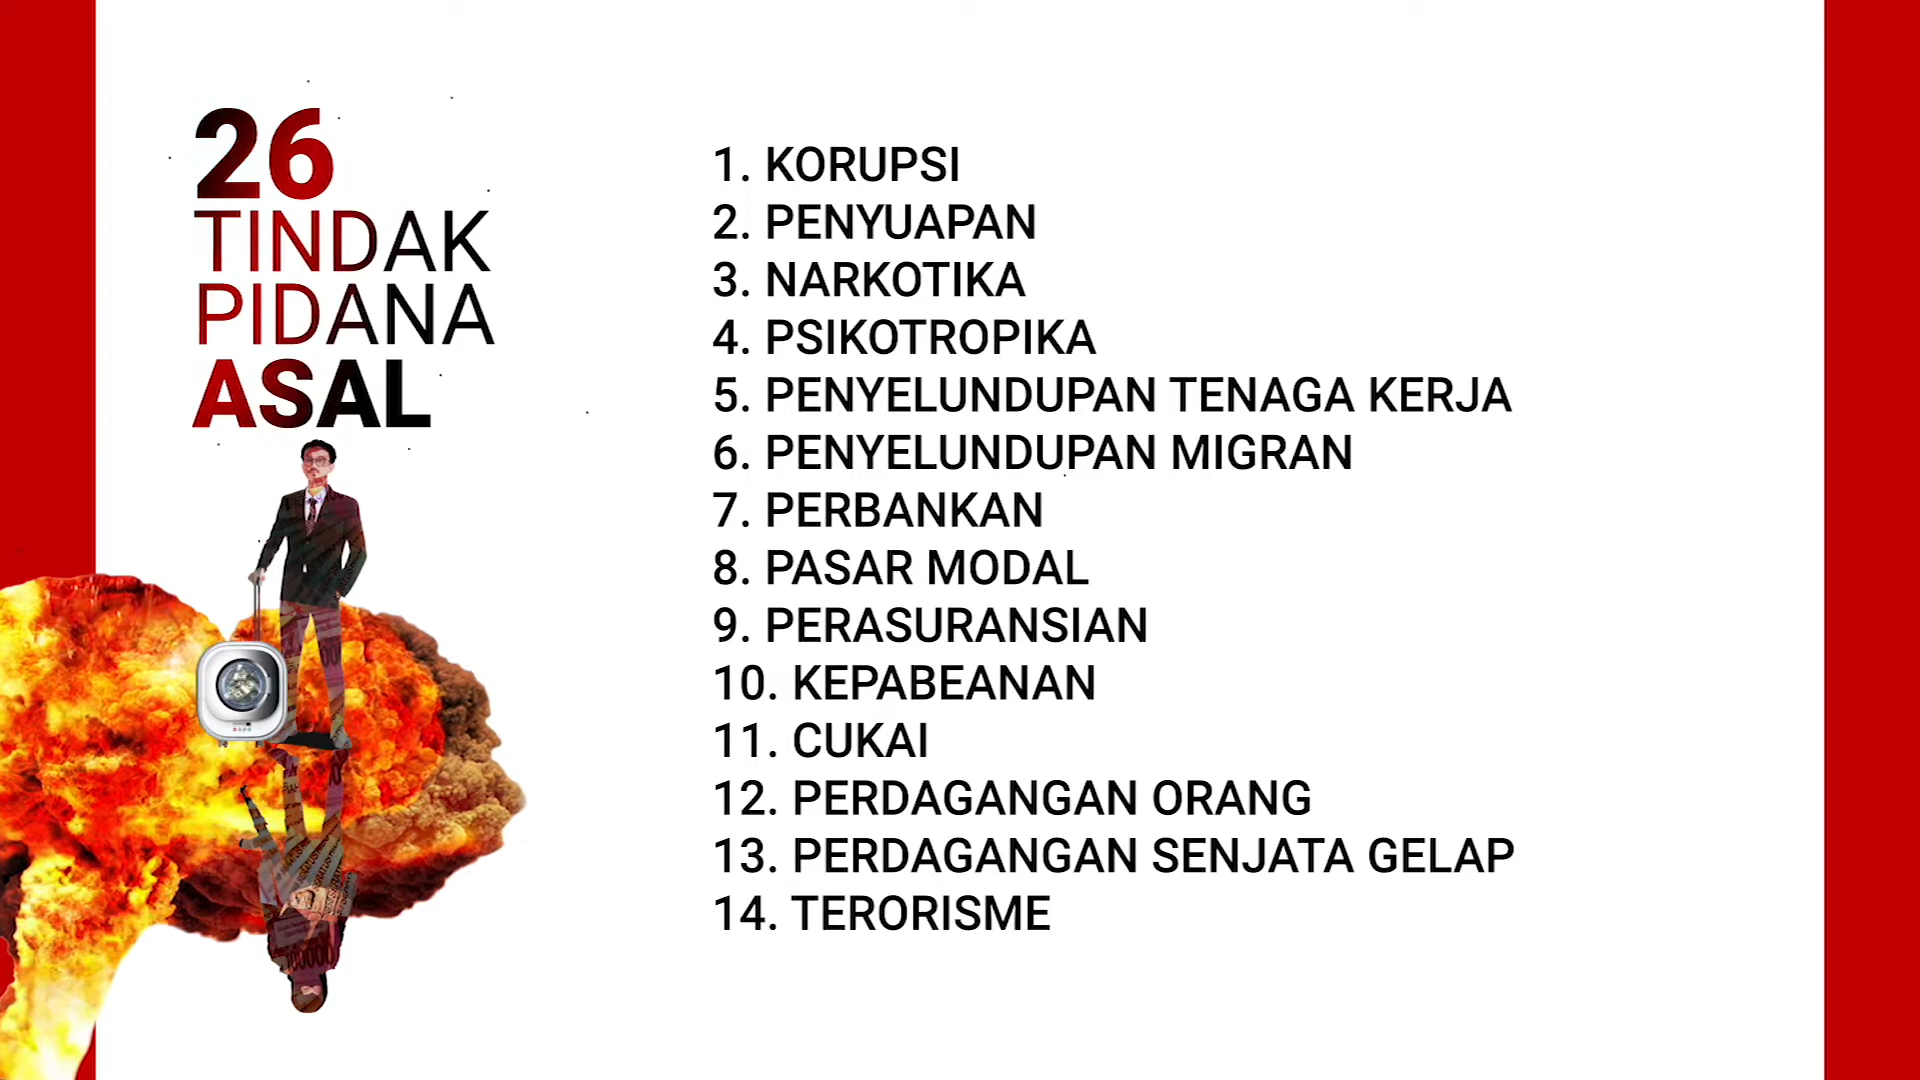 26
TINDAK
PIDANA
ASAL
1. KORUPSI
2. PENYUAPAN
3. NARKOTIKA
4. PSIKOTROPIKA
5. PENYELUNDUPAN TENAGA KERJA
6. PENYELUNDUPAN MIGRAN
7. PERBANKAN
8. PASAR MODAL
9. PERASURANSIAN
10. KEPABEANAN
11. CUKAI
12. PERDAGANGAN ORANG
13. PERDAGANGAN SENJATA GELAP
14. TERORISME